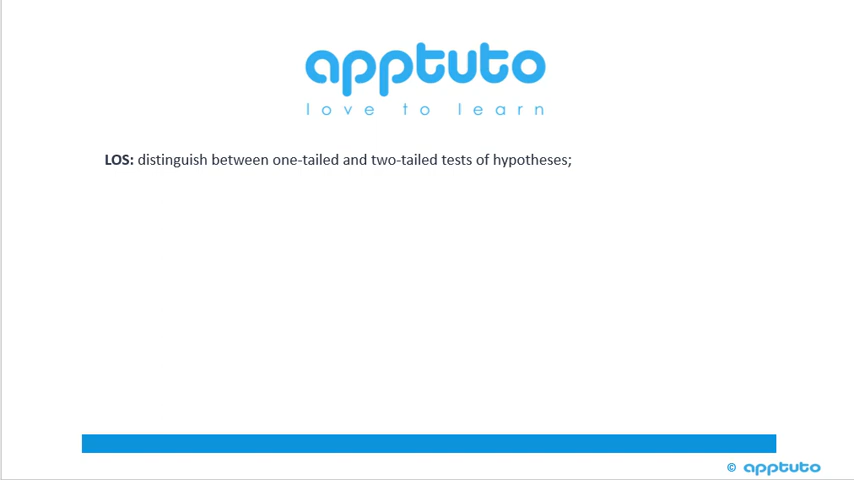 apptuto
love to learn
LOS: distinguish between one-tailed and two-tailed tests of hypotheses;
© apptuto